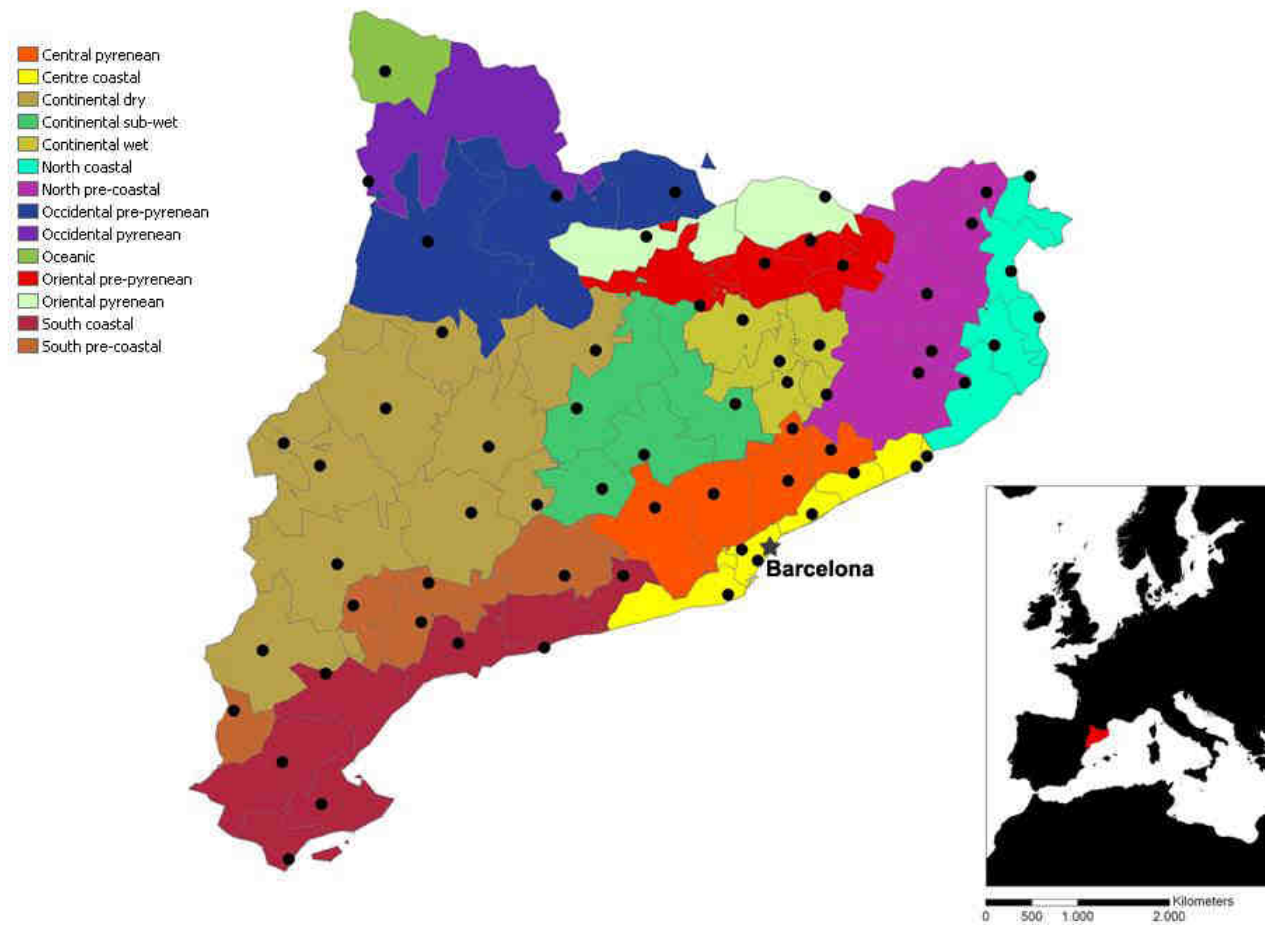 Central pyrenean
Centre coastal
Continental dry
Continental sub-wet
Continental wet
North coastal
North pre-coastal
Occidental pre-pyrenean
Occidental pyrenean
Oceanic
Oriental pre-pyrenean
Oriental pyrenean
South coastal
South pre-coastal
Barcelona
Kilometers
0 500 1.000 2.000